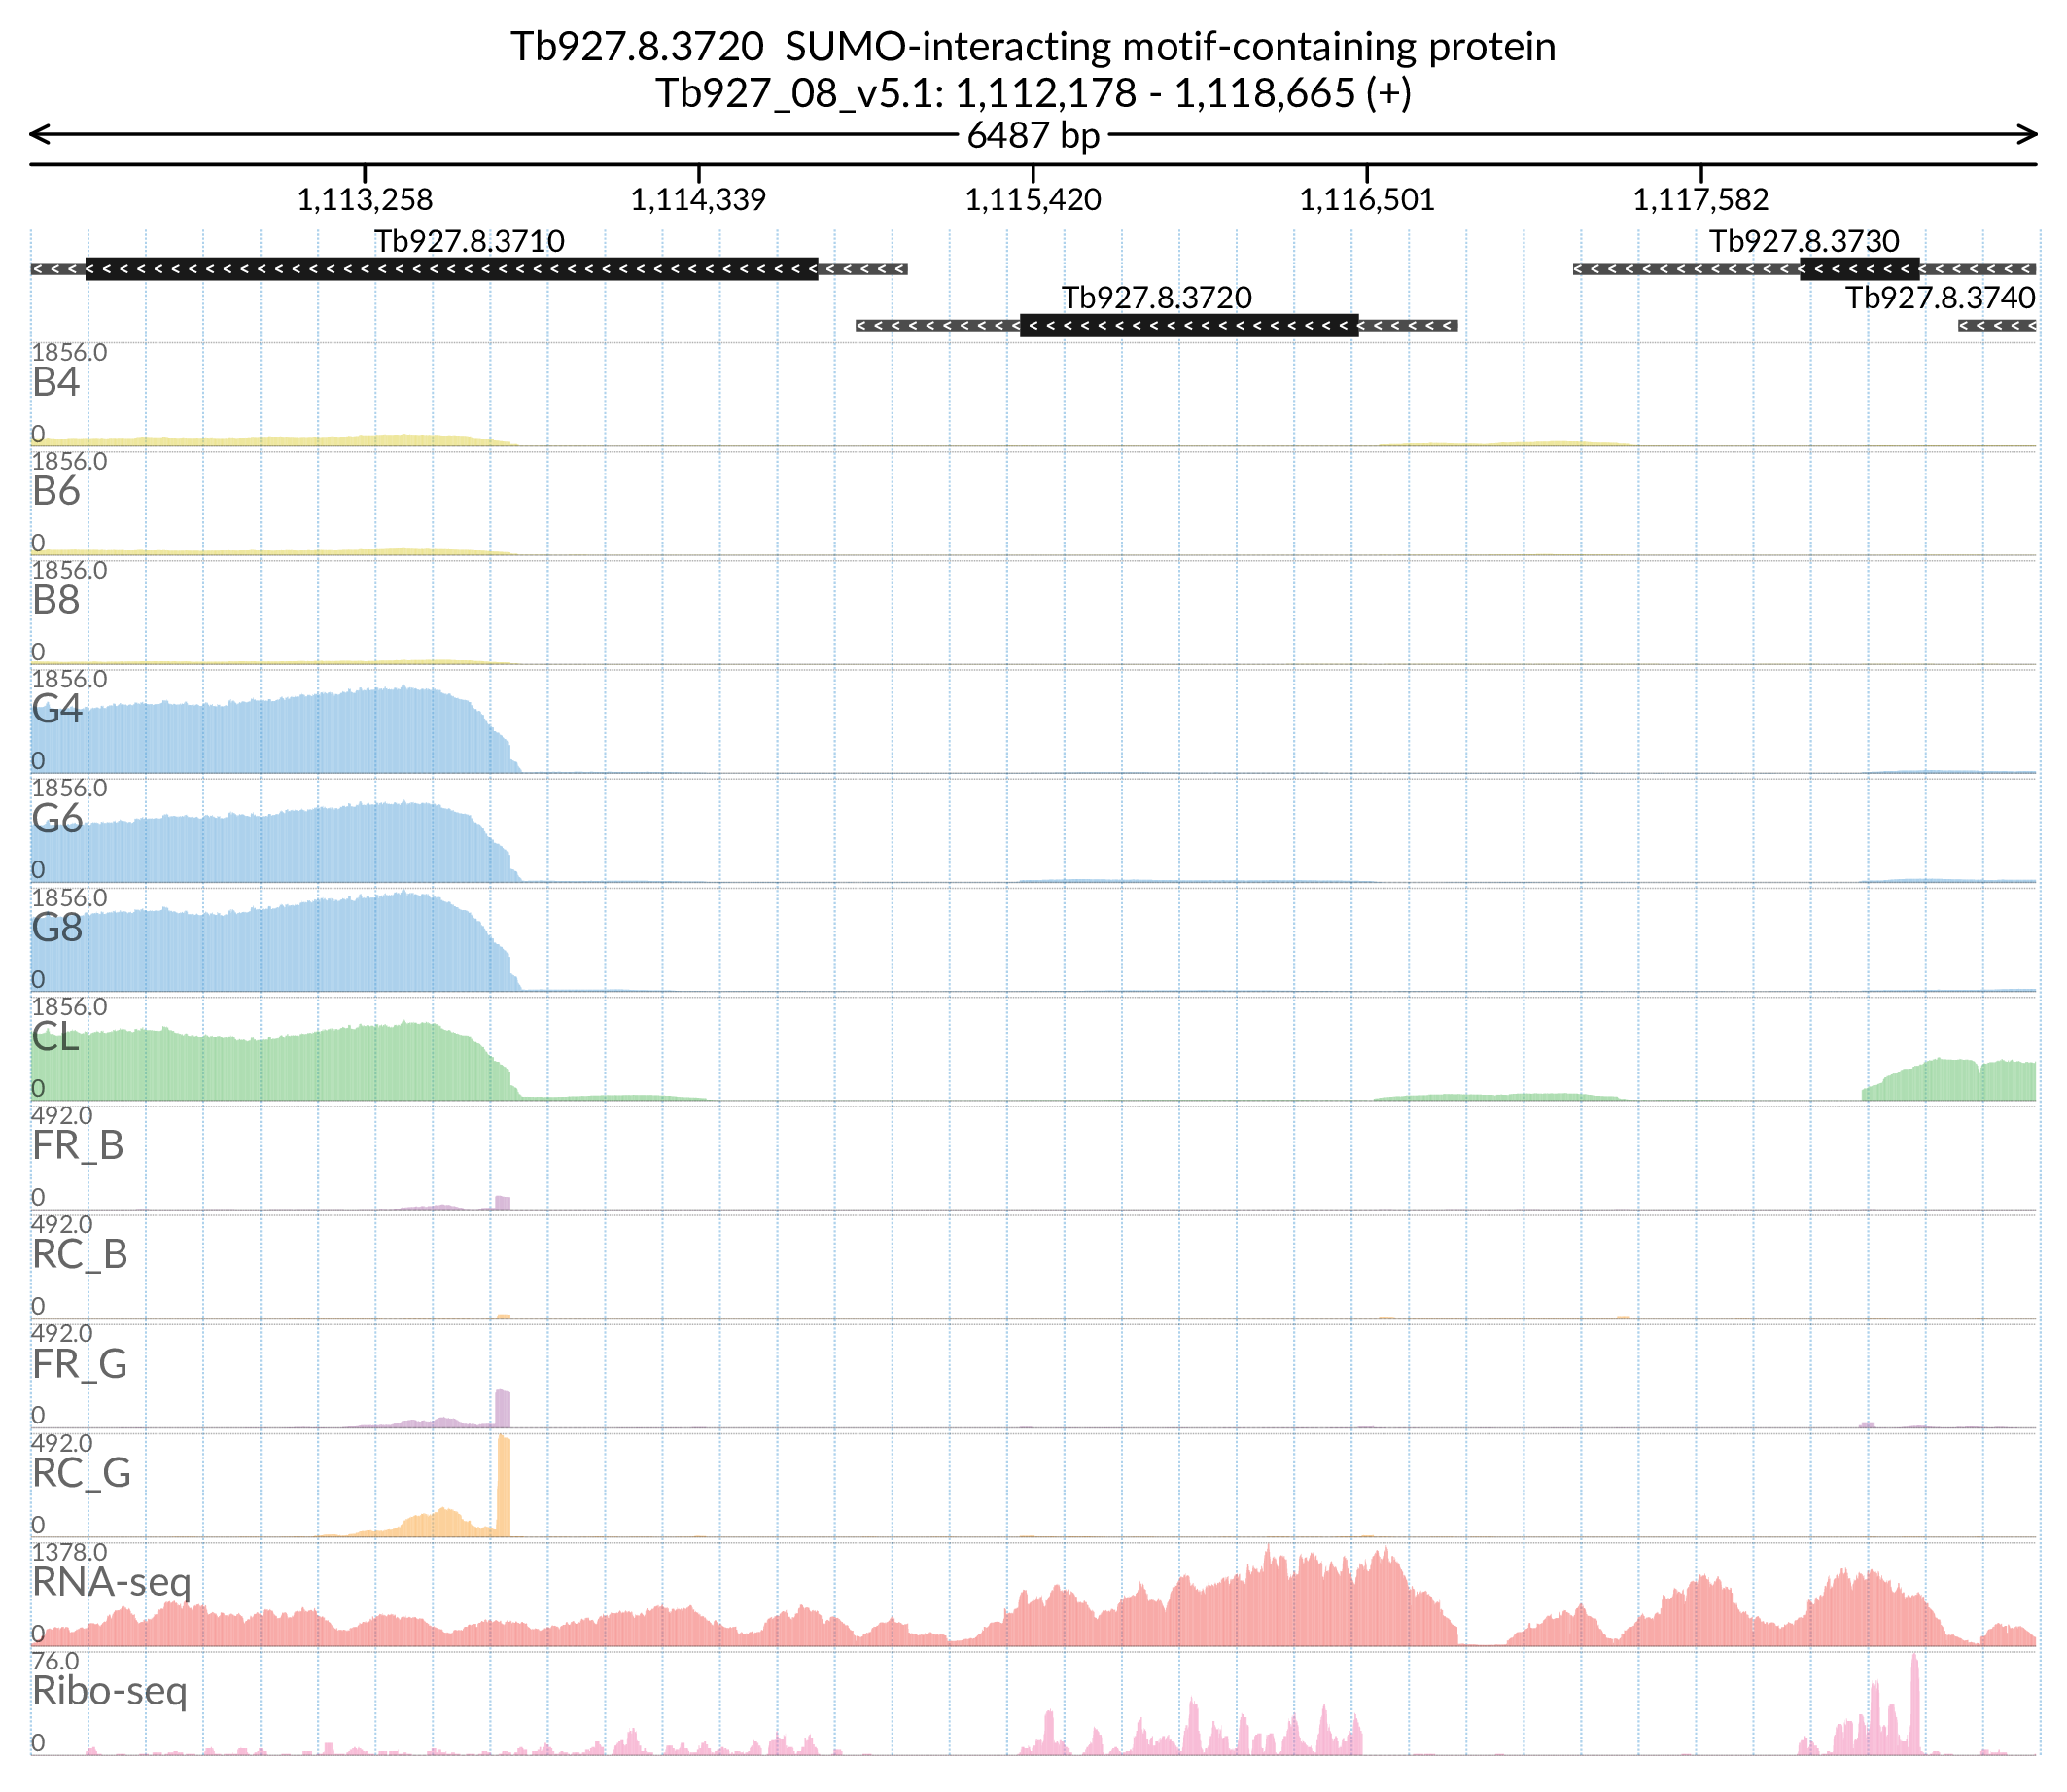 Tb927.8.3720 SUMO-interacting motif-containing protein
Tb927_08_v5.1: 1,112,178 - 1,118,665 (+)
6487 bp
1,113,258 1,114,339 1,115,420 1,116,501 1,117,582
Tb927.8.3710 Tb927.8.3730
Tb927.8.3720 Tb927.8.3740
1856.0
B4
0
1856.0
B6
0
1856.0
B8
0
1856.0
G4
0
1856.0
G6
0
1856.0
G8
0
1856.0
CL
0
492.0
FR_B
0
492.0
RC_B
0
492.0
FR_G
0
492.0
RC_G
0
1378.0
RNA-seq
0
76.0
Ribo-seq
0